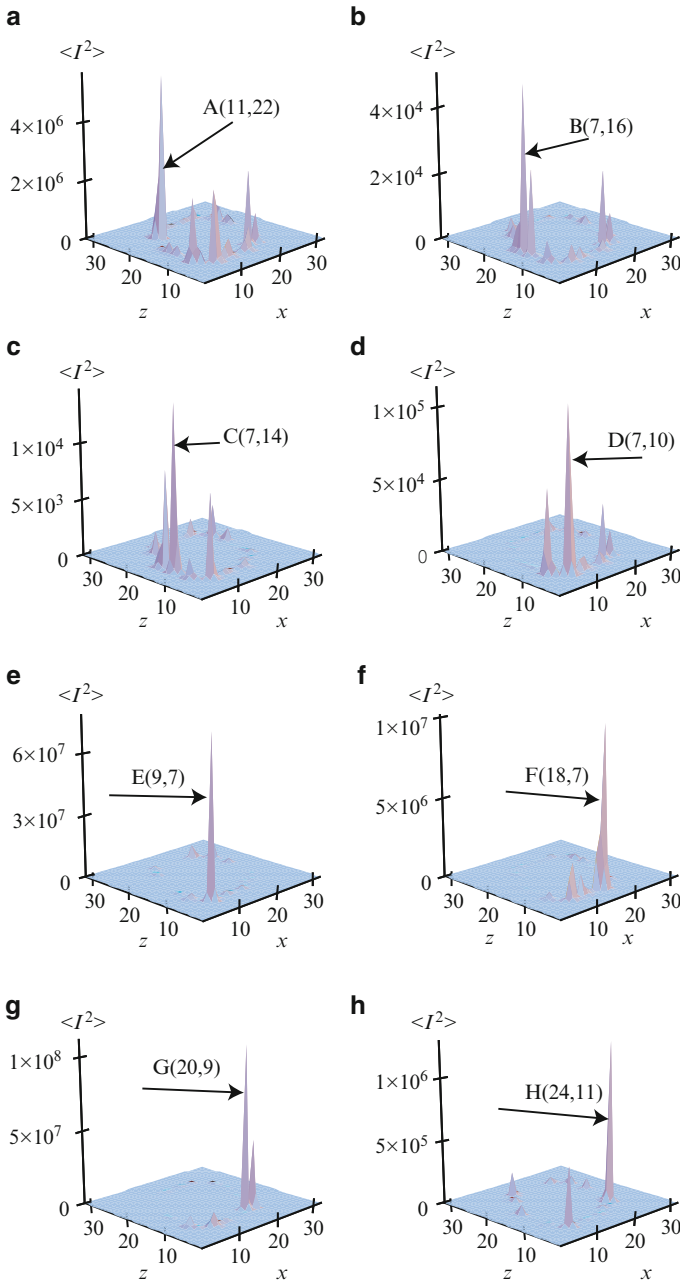 a
<I²>
4×10⁶
2×10⁶
0
A(11,22)
30
20
10
z
10
20
30
x
b
<I²>
4×10⁴
2×10⁴
0
B(7,16)
30
20
10
z
10
20
30
x
c
<I²>
1×10⁴
5×10³
0
C(7,14)
30
20
10
z
10
20
30
x
d
<I²>
1×10⁵
5×10⁴
0
D(7,10)
30
20
10
z
10
20
30
x
e
<I²>
6×10⁷
3×10⁷
0
E(9,7)
30
20
10
z
10
20
30
x
f
<I²>
1×10⁷
5×10⁶
0
F(18,7)
30
20
10
z
10
20
30
x
g
<I²>
1×10⁸
5×10⁷
0
G(20,9)
30
20
10
z
10
20
30
x
h
<I²>
1×10⁶
5×10⁵
0
H(24,11)
30
20
10
z
10
20
30
x